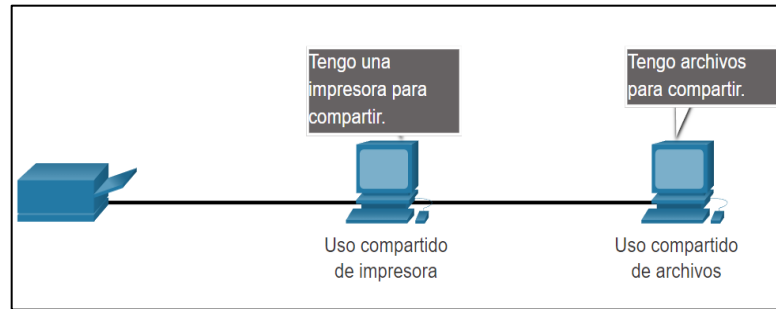 Tengo una
impresora para
compartir.
Tengo archivos
para compartir.
Uso compartido
de impresora
Uso compartido
de archivos